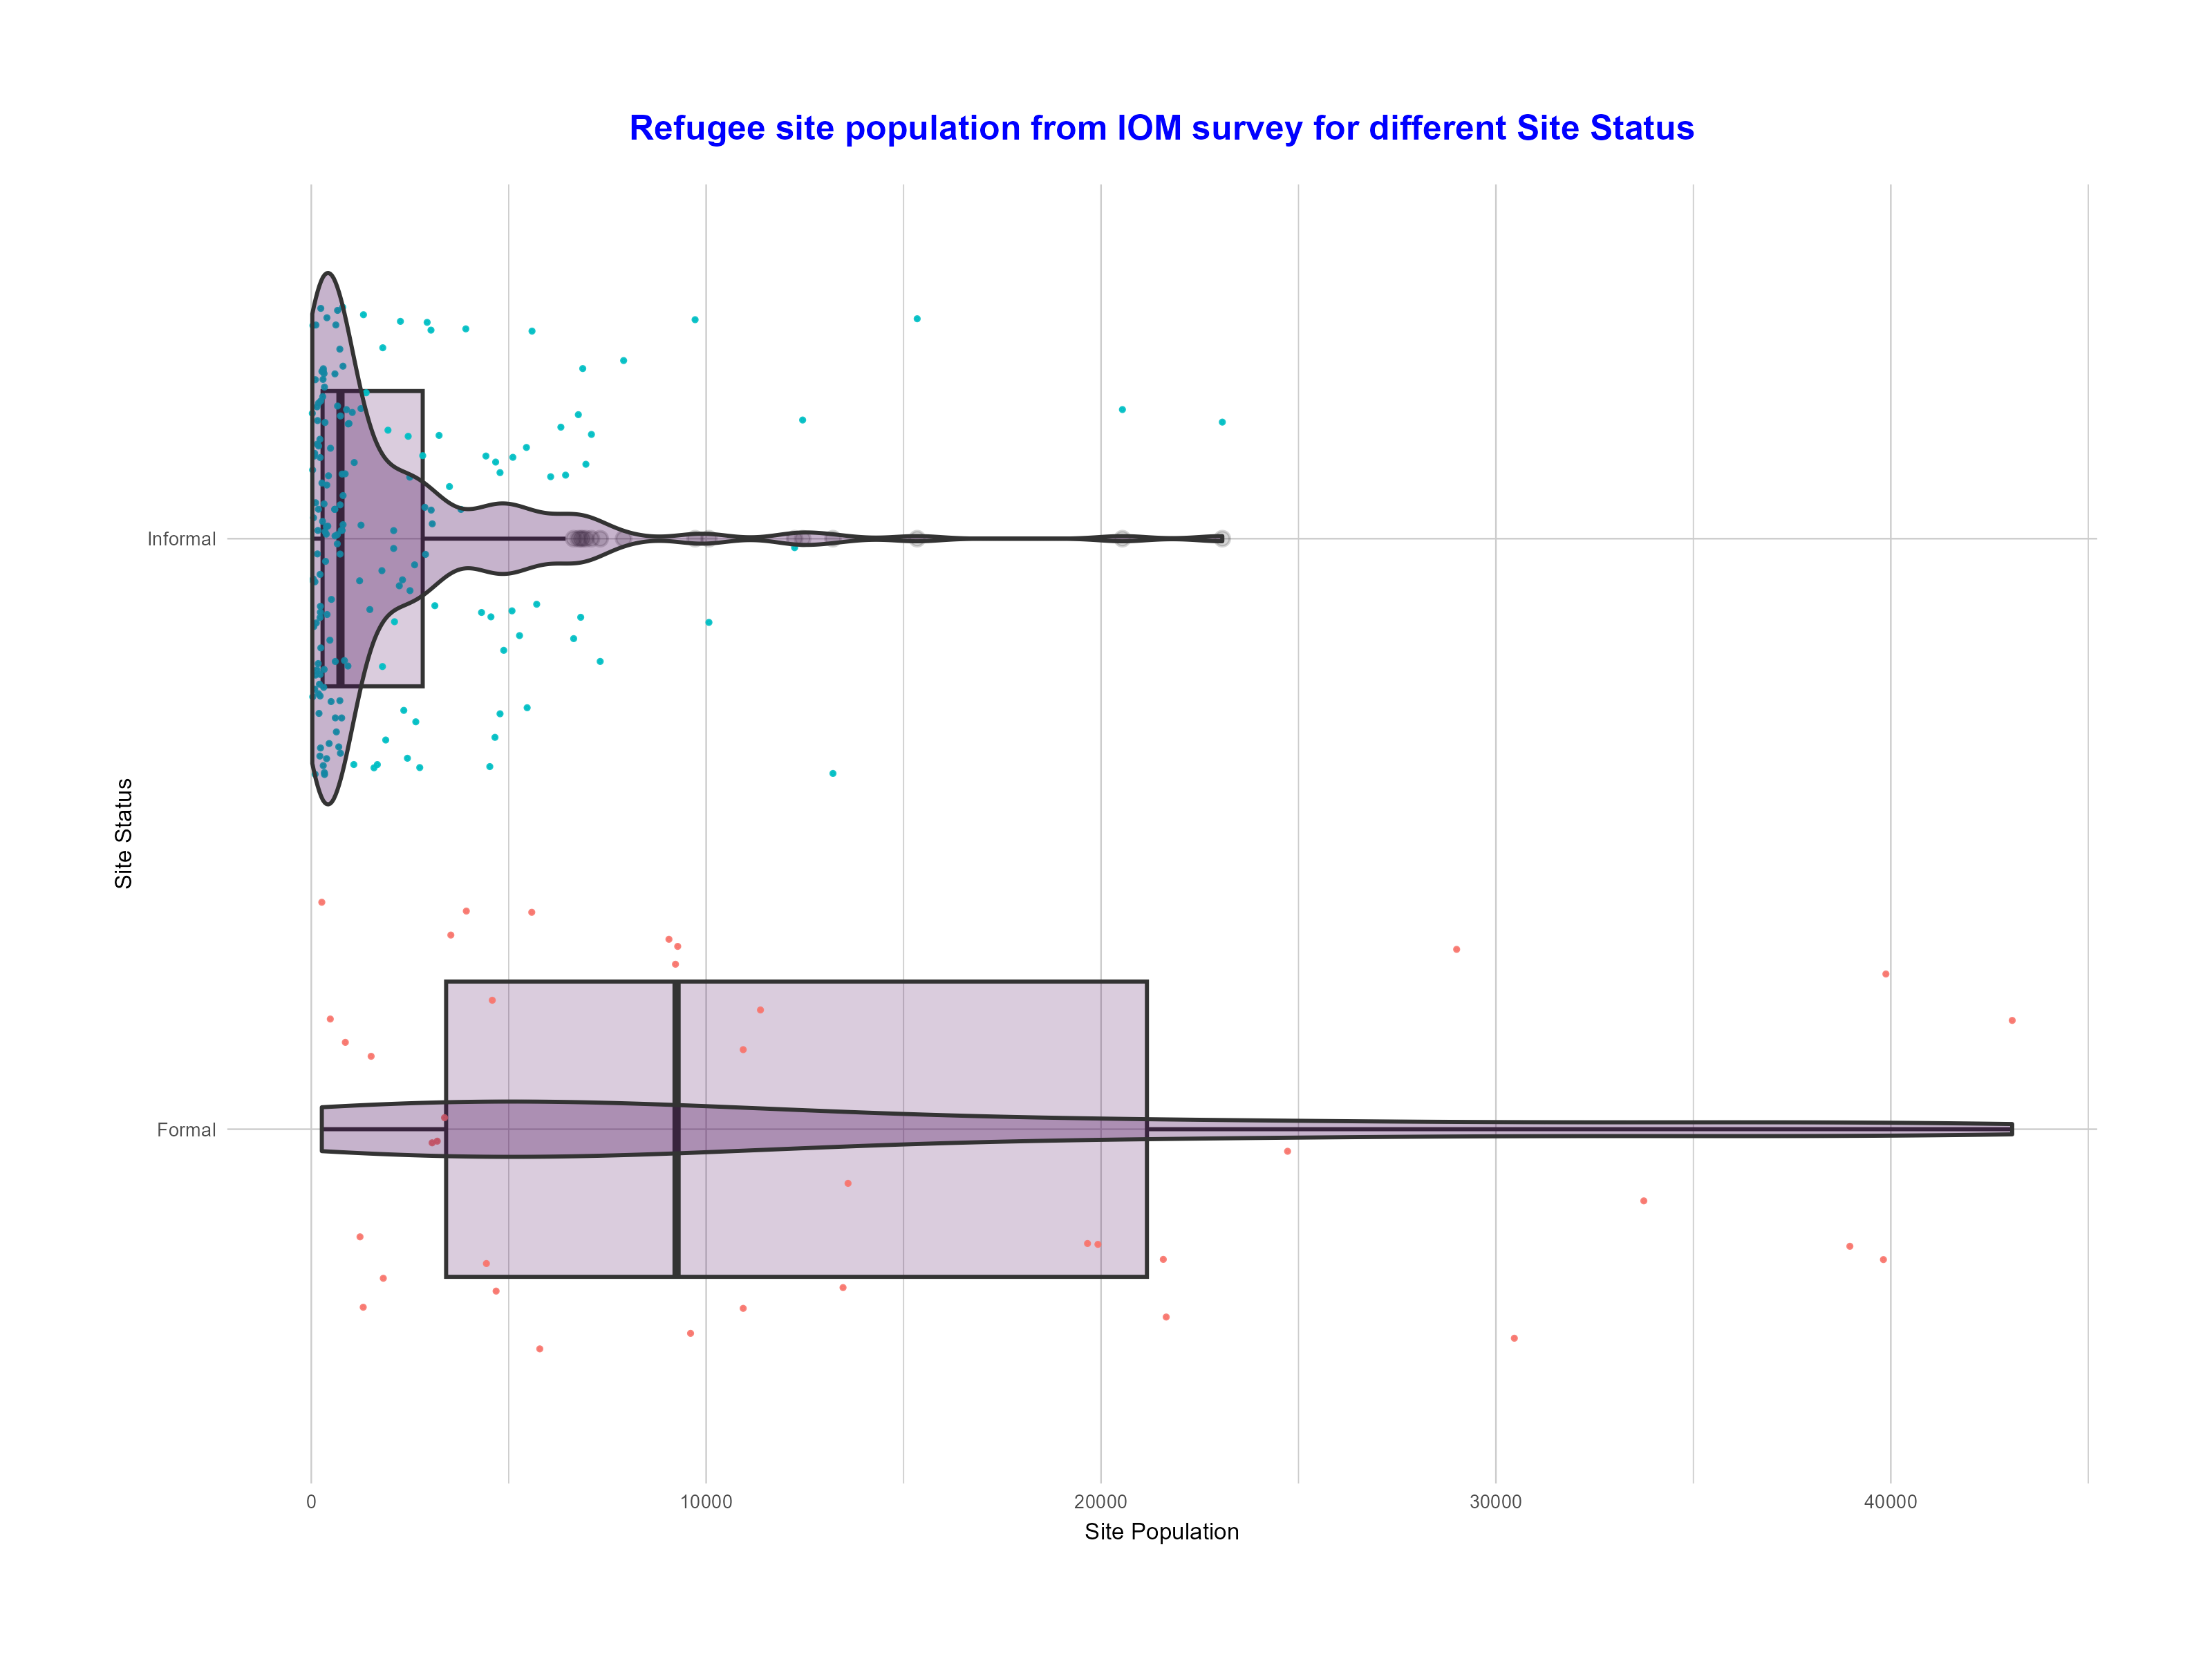 Refugee site population from IOM survey for different Site Status
Informal
Site Status
Formal
0 10000 20000 30000 40000
Site Population